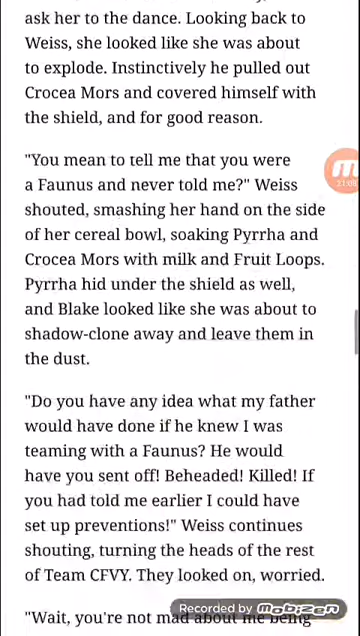 ask her to the dance. Looking back to
Weiss, she looked like she was about
to explode. Instinctively he pulled out
Crocea Mors and covered himself with
the shield, and for good reason.
"You mean to tell me that you were
a Faunus and never told me?" Weiss
shouted, smashing her hand on the side
of her cereal bowl, soaking Pyrrha and
Crocea Mors with milk and Fruit Loops.
Pyrrha hid under the shield as well,
and Blake looked like she was about to
shadow-clone away and leave them in
the dust.
"Do you have any idea what my father
would have done if he knew I was
teaming with a Faunus? He would
have you sent off! Beheaded! Killed! If
you had told me earlier I could have
set up preventions!" Weiss continues
shouting, turning the heads of the rest
of Team CFVY. They looked on, worried.
"Wait, you're not mad about me being
Recorded by Mobizen